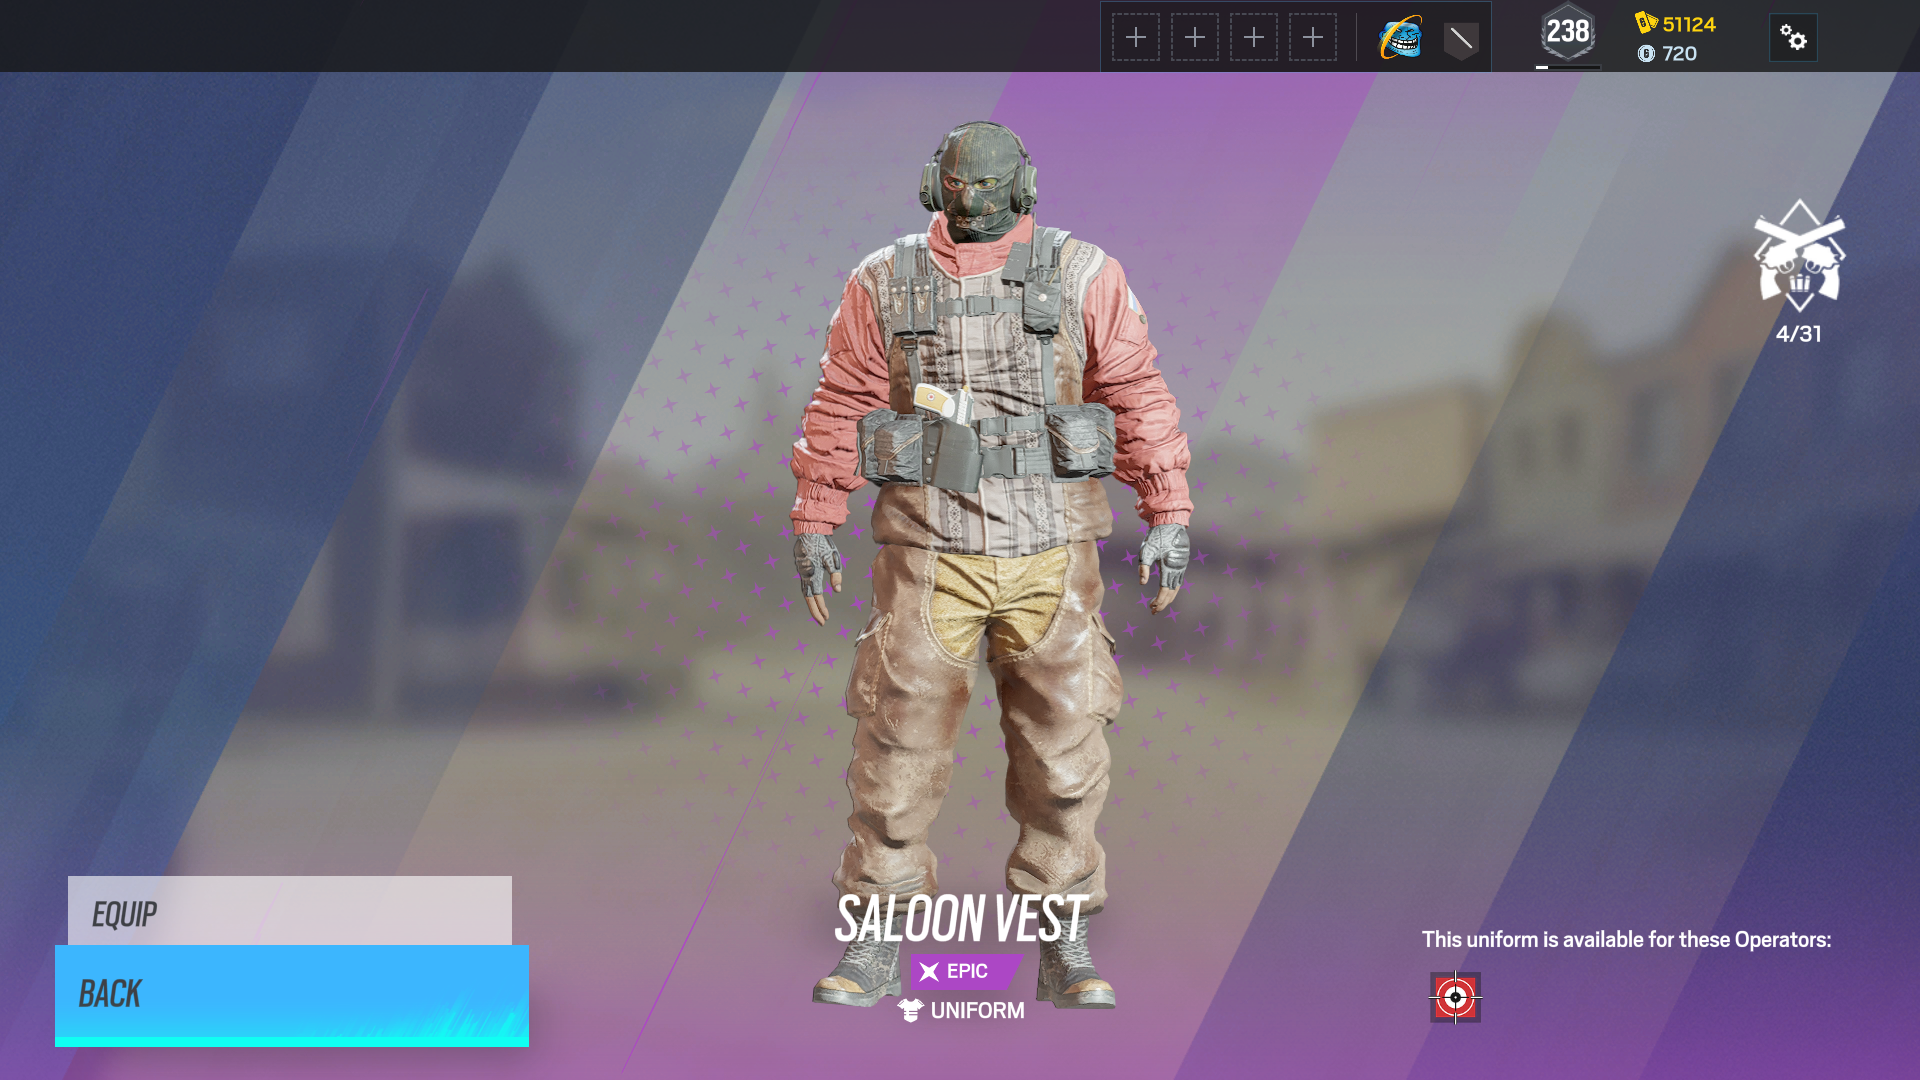 238
51124
720
4/31
EQUIP
BACK
SALOON VEST
EPIC
UNIFORM
This uniform is available for these Operators: